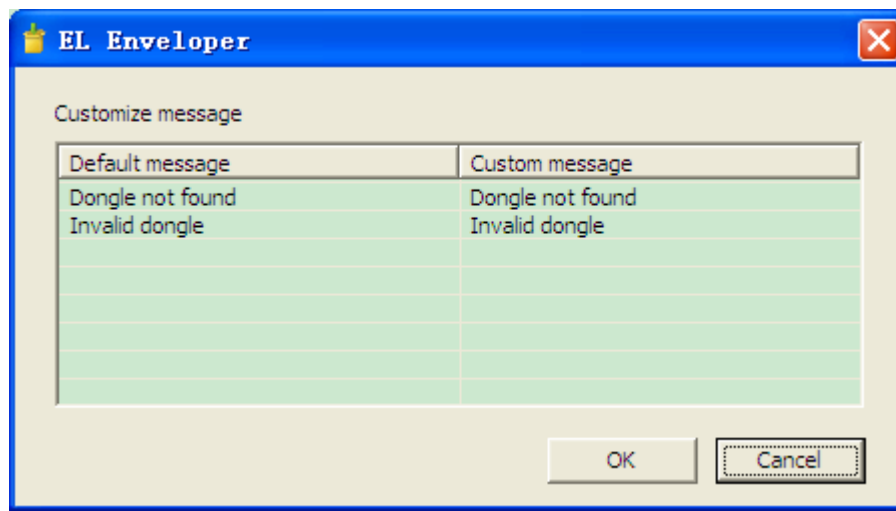 EL Enveloper
Customize message
Default message Custom message
Dongle not found Dongle not found
Invalid dongle Invalid dongle
OK Cancel